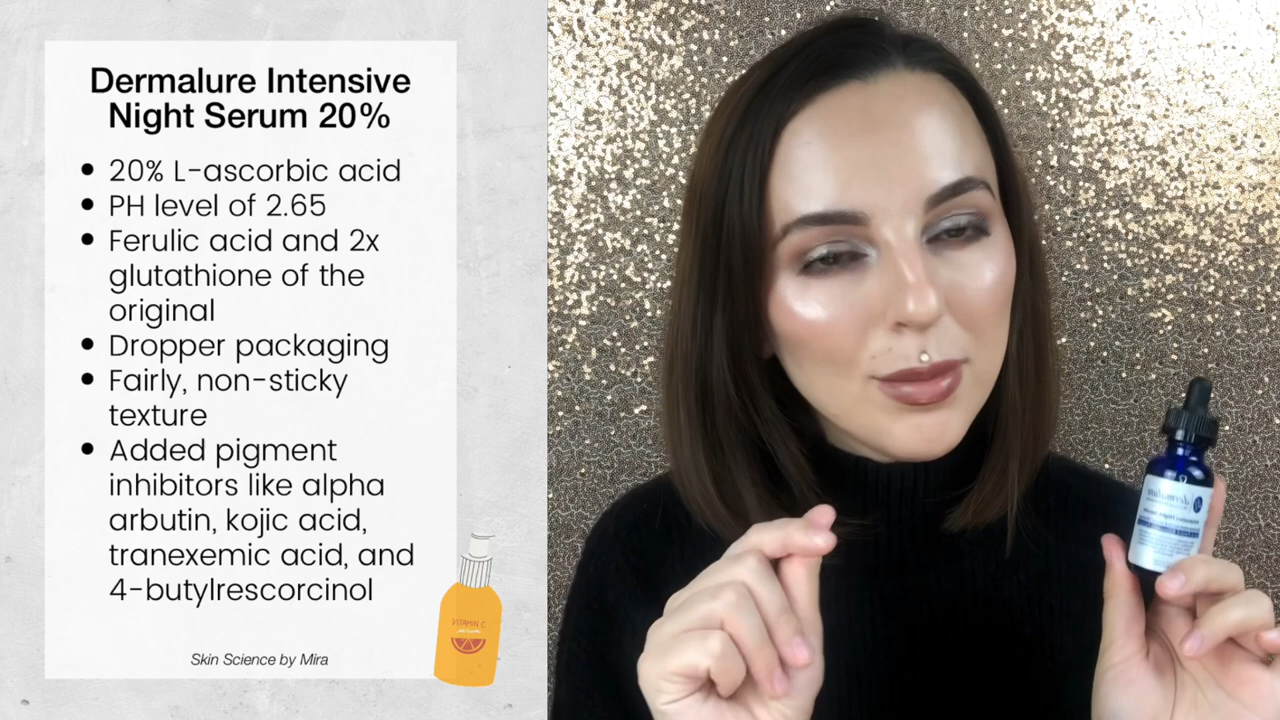 Dermalure Intensive
Night Serum 20%
• 20% L-ascorbic acid
• PH level of 2.65
• Ferulic acid and 2x
glutathione of the
original
• Dropper packaging
• Fairly, non-sticky
texture
• Added pigment
inhibitors like alpha
arbutin, kojic acid,
tranexemic acid, and
4-butylrescorcinol
VITAMIN C
Skin Science by Mira